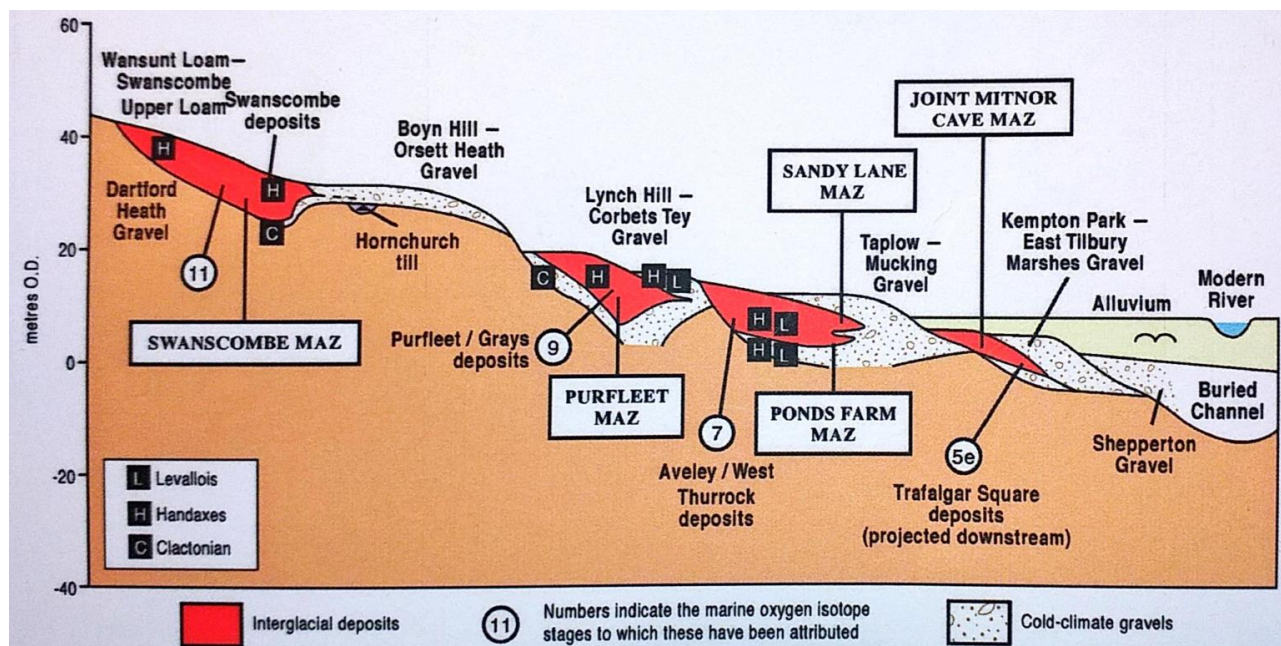 60
40
20
0
-20
-40
metres O.D.
Wansunt Loam–
Swanscombe
Upper Loam
Swanscombe
deposits
H
H
C
Dartford
Heath
Gravel
11
SWANSCOMBE MAZ
Boyn Hill –
Orsett Heath
Gravel
Hornchurch
till
Lynch Hill –
Corbets Tey
Gravel
C
H
H
L
Purfleet / Grays
deposits
9
PURFLEET
MAZ
SANDY LANE
MAZ
H
L
H
L
7
PONDS FARM
MAZ
Aveley / West
Thurrock
deposits
Taplow –
Mucking
Gravel
JOINT MITNOR
CAVE MAZ
Kempton Park –
East Tilbury
Marshes Gravel
5e
Trafalgar Square
deposits
(projected downstream)
Alluvium
Modern
River
Buried
Channel
Shepperton
Gravel
L Levallois
H Handaxes
C Clactonian
Interglacial deposits
11
Numbers indicate the marine oxygen isotope
stages to which these have been attributed
Cold-climate gravels